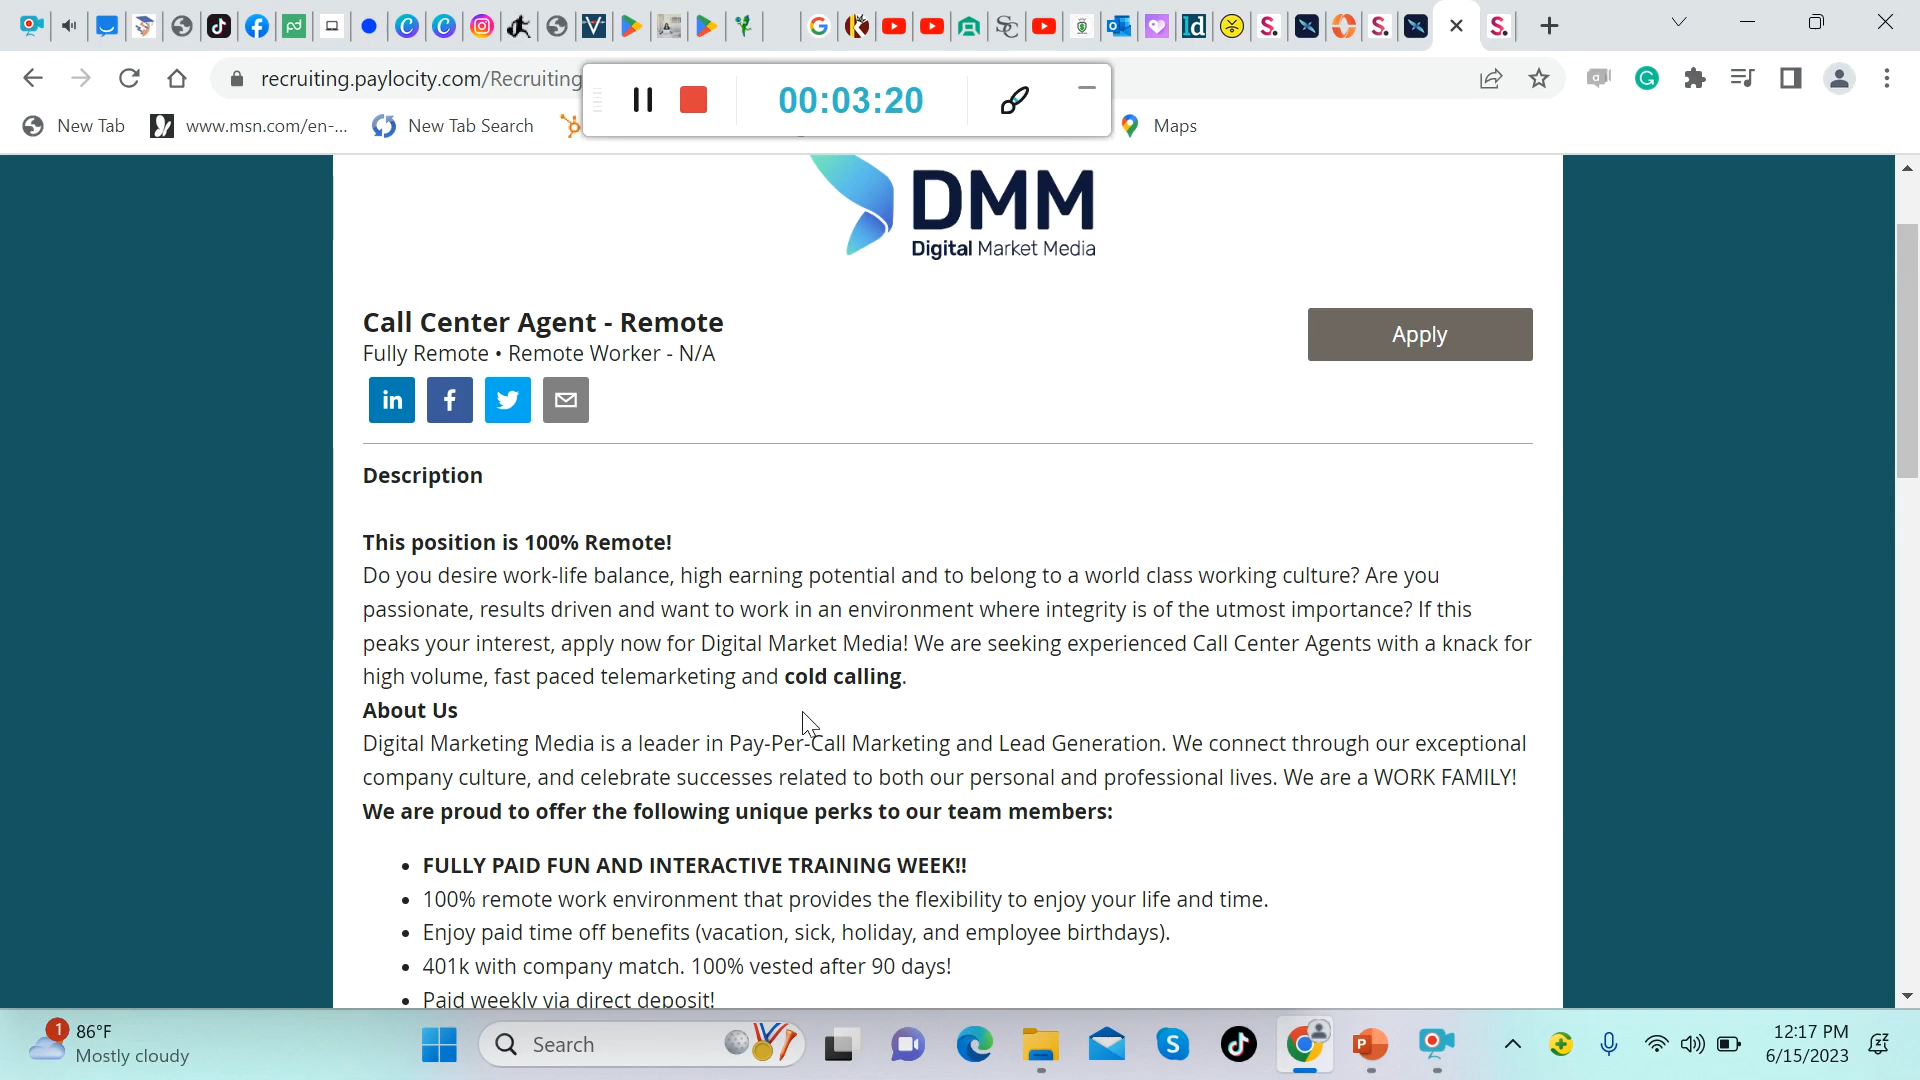 recruiting.paylocity.com/Recruiting
00:03:20
New Tab
www.msn.com/en-...
New Tab Search
Maps
DMM
Digital Market Media
Call Center Agent - Remote
Fully Remote • Remote Worker - N/A
Apply
in
f
Description
This position is 100% Remote!
Do you desire work-life balance, high earning potential and to belong to a world class working culture? Are you
passionate, results driven and want to work in an environment where integrity is of the utmost importance? If this
peaks your interest, apply now for Digital Market Media! We are seeking experienced Call Center Agents with a knack for
high volume, fast paced telemarketing and cold calling.
About Us
Digital Marketing Media is a leader in Pay-Per-Call Marketing and Lead Generation. We connect through our exceptional
company culture, and celebrate successes related to both our personal and professional lives. We are a WORK FAMILY!
We are proud to offer the following unique perks to our team members:
• FULLY PAID FUN AND INTERACTIVE TRAINING WEEK!!
• 100% remote work environment that provides the flexibility to enjoy your life and time.
• Enjoy paid time off benefits (vacation, sick, holiday, and employee birthdays).
• 401k with company match. 100% vested after 90 days!
• Paid weekly via direct deposit!
1
86°F
Mostly cloudy
Search
12:17 PM
6/15/2023